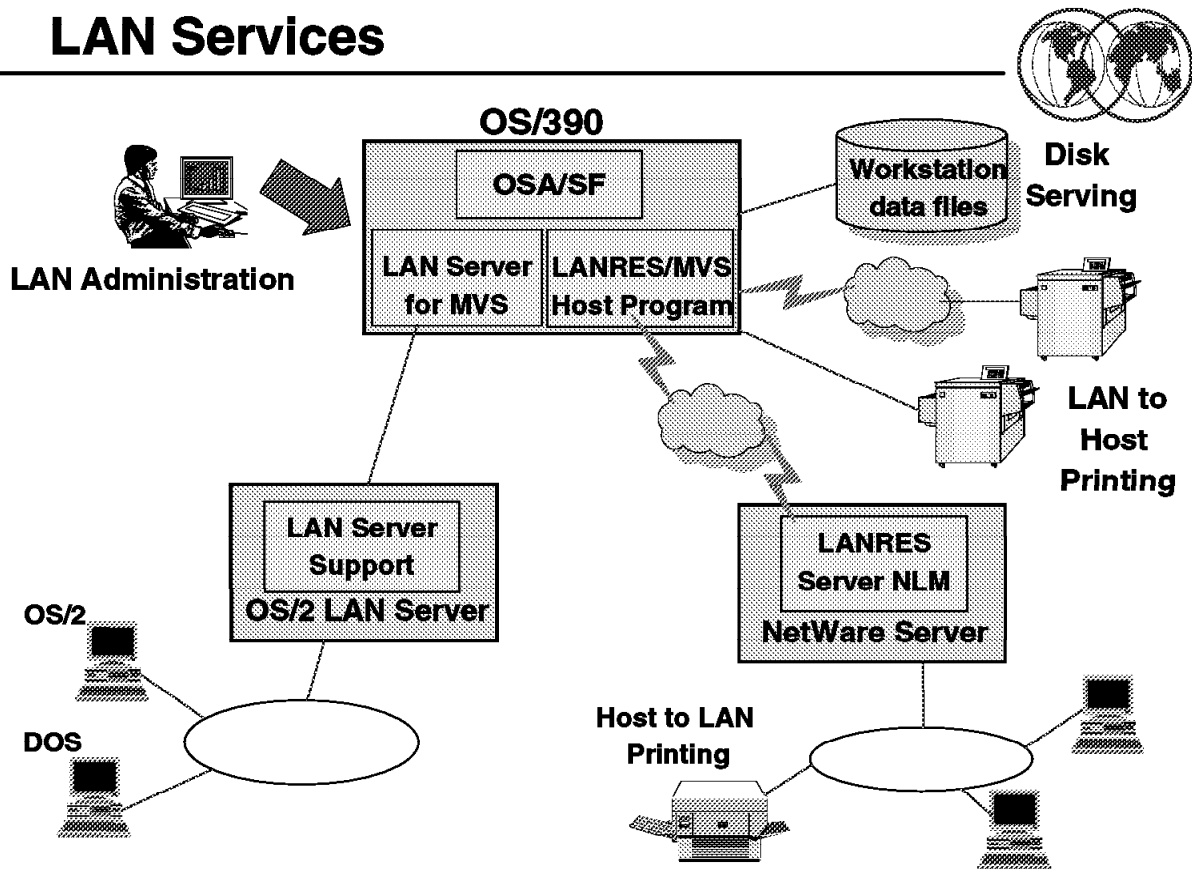 LAN Services
OS/390
OSA/SF
Workstation
data files
Disk
Serving
LAN Administration
LAN Server
for MVS
LANRES/MVS
Host Program
LAN to
Host
Printing
LAN Server
Support
OS/2 LAN Server
LANRES
Server NLM
NetWare Server
OS/2
DOS
Host to LAN
Printing